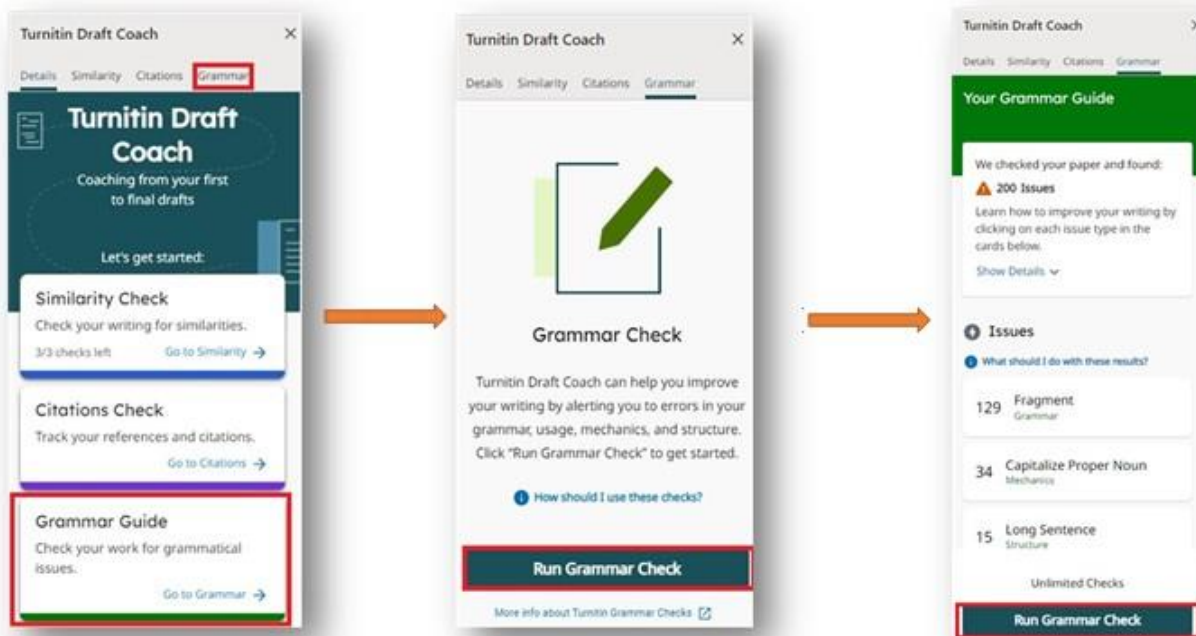 Turnitin Draft Coach
Details Similarity Citations Grammar
Turnitin Draft
Coach
Coaching from your first
to final drafts
Let's get started:
Similarity Check
Check your writing for similarities.
3/3 checks left Go to Similarity →
Citations Check
Track your references and citations.
Go to Citations →
Grammar Guide
Check your work for grammatical
issues.
Go to Grammar →
Turnitin Draft Coach
Details Similarity Citations Grammar
Grammar Check
Turnitin Draft Coach can help you improve
your writing by alerting you to errors in your
grammar, usage, mechanics, and structure.
Click "Run Grammar Check" to get started.
How should I use these checks?
Run Grammar Check
More info about Turnitin Grammar Checks
Turnitin Draft Coach
Details Similarity Citations Grammar
Your Grammar Guide
We checked your paper and found:
200 Issues
Learn how to improve your writing by
clicking on each issue type in the
cards below.
Show Details
Issues
What should I do with these results?
129 Fragment
Grammar
34 Capitalize Proper Noun
Mechanics
15 Long Sentence
Structure
Unlimited Checks
Run Grammar Check